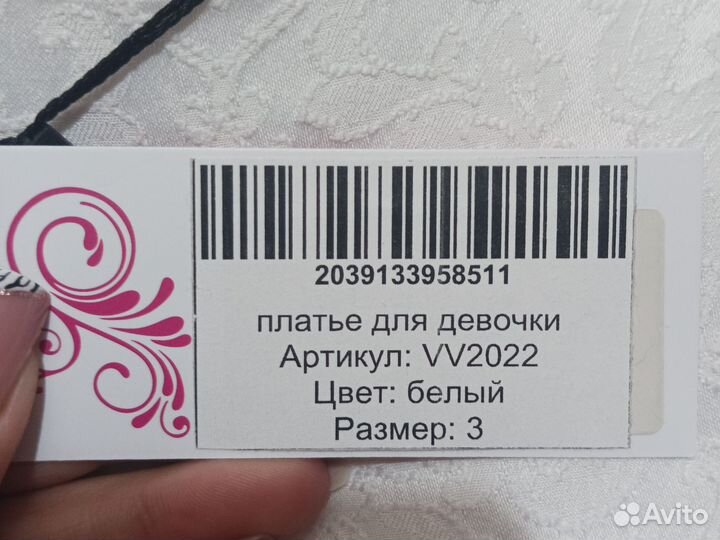 2039133958511
платье для девочки
Артикул: VV2022
Цвет: белый
Размер: 3
Avito